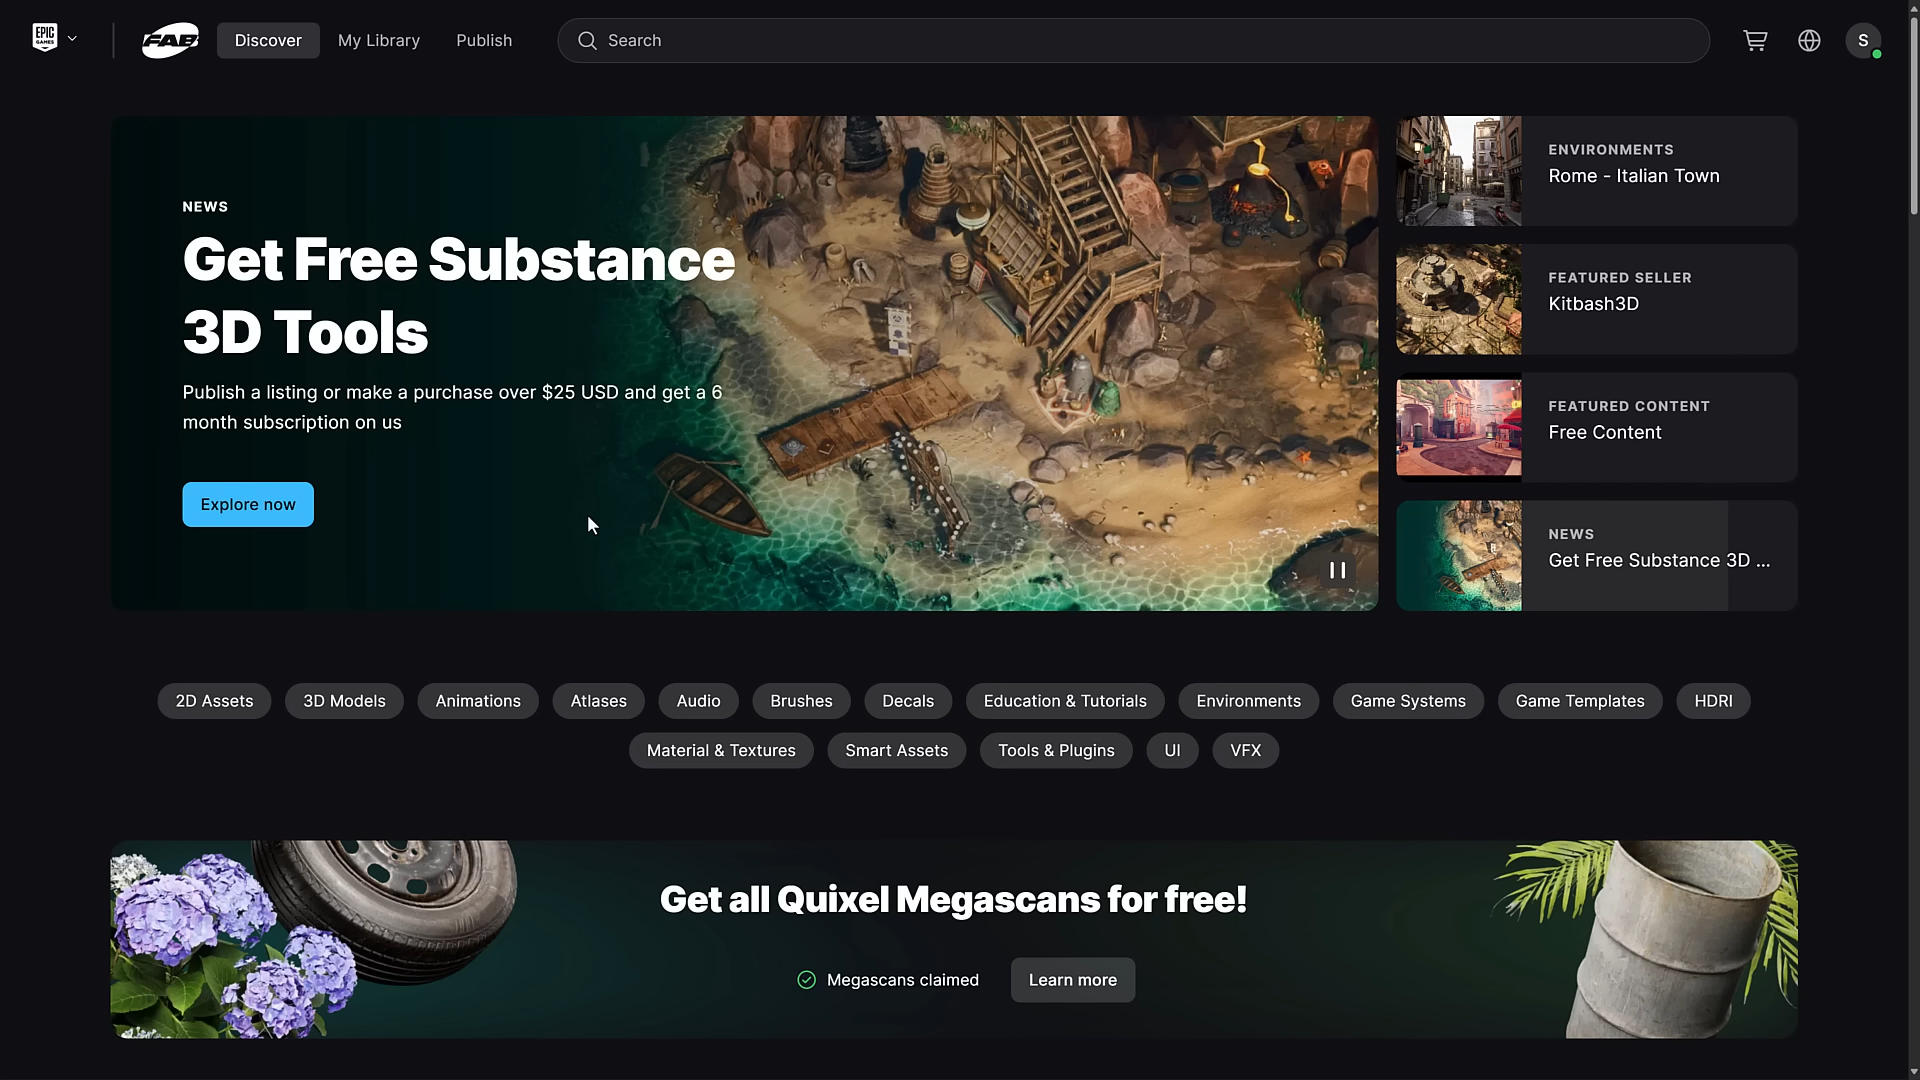 EPIC
GAMES
FAB
Discover
My Library
Publish
Search
S
NEWS
Get Free Substance
3D Tools
Publish a listing or make a purchase over $25 USD and get a 6
month subscription on us
Explore now
ENVIRONMENTS
Rome - Italian Town
FEATURED SELLER
Kitbash3D
FEATURED CONTENT
Free Content
NEWS
Get Free Substance 3D ...
2D Assets
3D Models
Animations
Atlases
Audio
Brushes
Decals
Education & Tutorials
Environments
Game Systems
Game Templates
HDRI
Material & Textures
Smart Assets
Tools & Plugins
UI
VFX
Get all Quixel Megascans for free!
Megascans claimed
Learn more